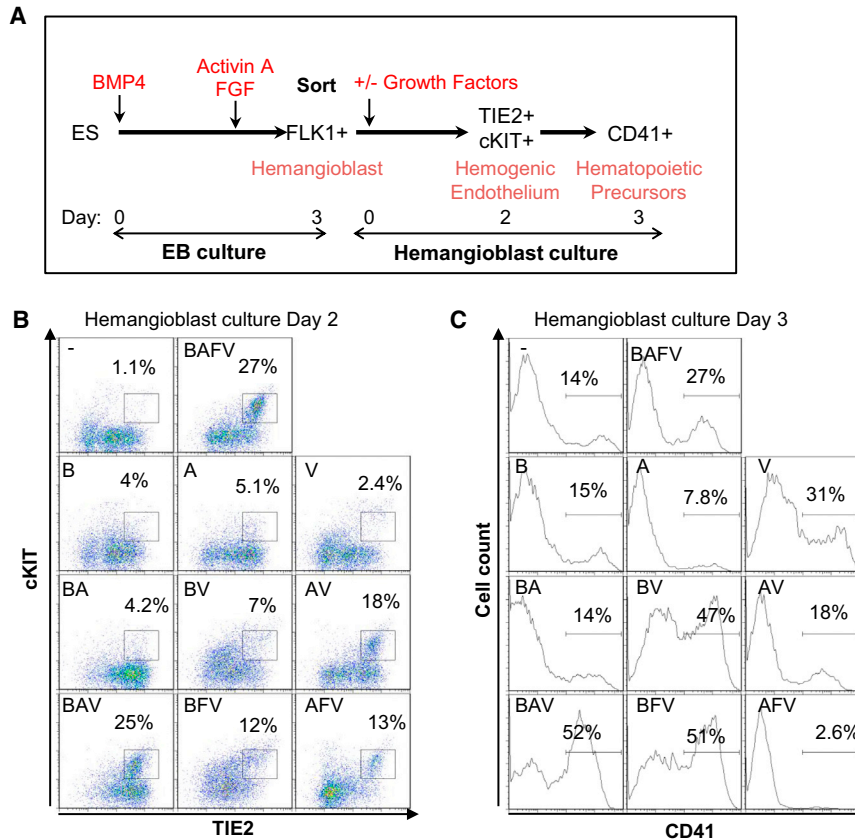 A
BMP4
Activin A
FGF
Sort
+/- Growth Factors
ES
FLK1+
TIE2+
cKIT+
CD41+
Hemangioblast
Hemogenic
Endothelium
Hematopoietic
Precursors
Day: 0 3 0 2 3
EB culture
Hemangioblast culture
B
Hemangioblast culture Day 2
-
1.1%
BAFV
27%
B
4%
A
5.1%
V
2.4%
BA
4.2%
BV
7%
AV
18%
BAV
25%
BFV
12%
AFV
13%
cKIT
TIE2
C
Hemangioblast culture Day 3
-
14%
BAFV
27%
B
15%
A
7.8%
V
31%
BA
14%
BV
47%
AV
18%
BAV
52%
BFV
51%
AFV
2.6%
Cell count
CD41